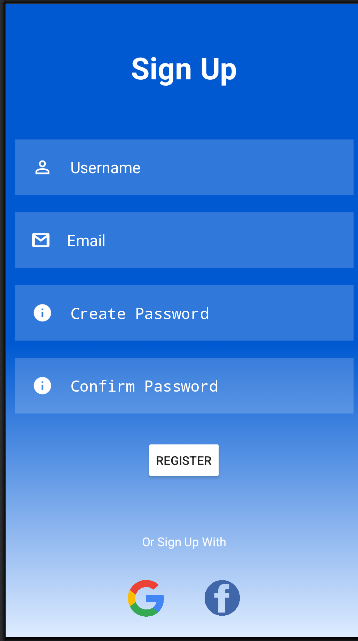 Sign Up
Username
Email
Create Password
Confirm Password
REGISTER
Or Sign Up With